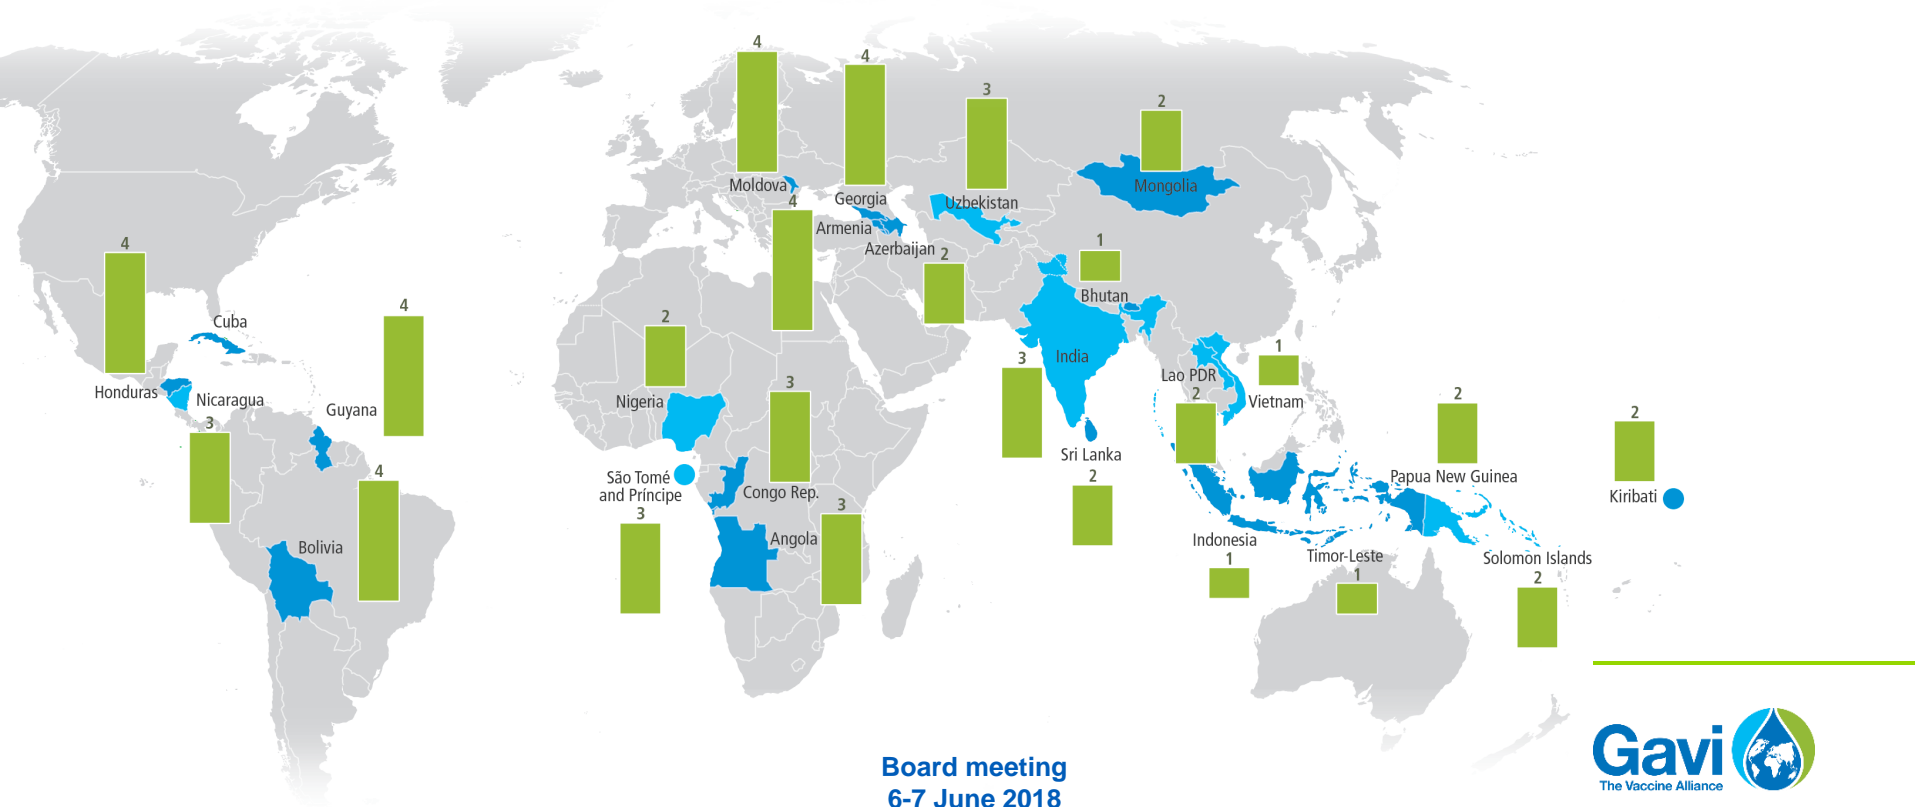 4
Moldova
4
Georgia
3
Uzbekistan
2
Mongolia
4
Armenia
Azerbaijan
2
1
Bhutan
4
Honduras
Cuba
4
Guyana
Nicaragua
3
4
Bolivia
2
Nigeria
3
Congo Rep.
São Tomé
and Príncipe
3
Angola
3
India
3
Sri Lanka
2
Lao PDR
2
1
Vietnam
2
Papua New Guinea
2
Kiribati
Indonesia
1
Timor-Leste
1
Solomon Islands
2
Board meeting
6-7 June 2018
Gavi
The Vaccine Alliance